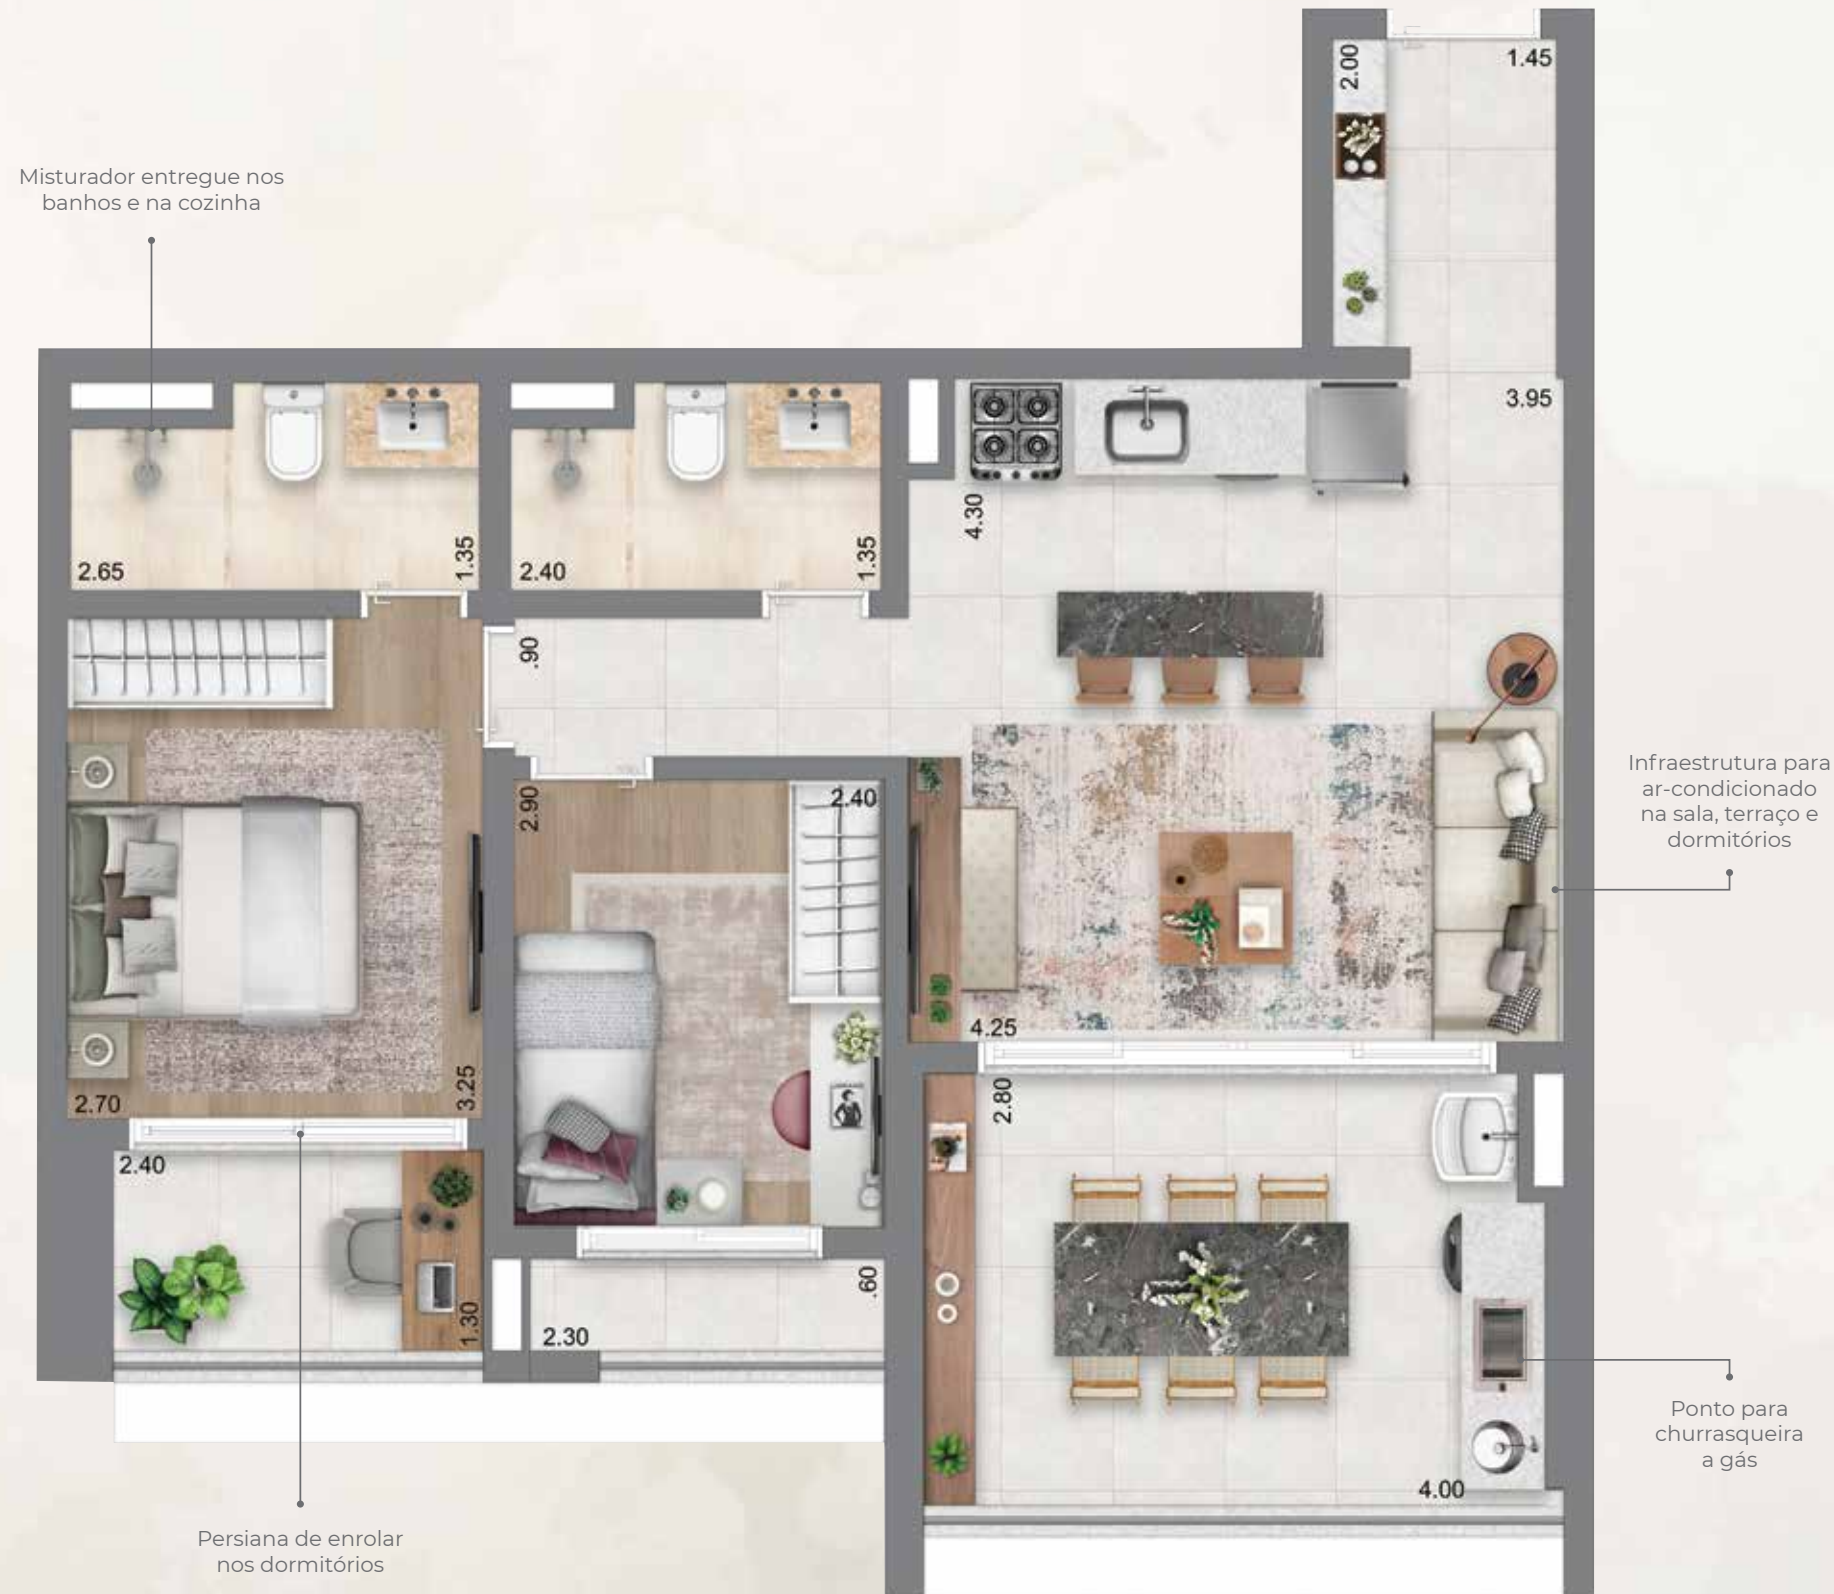 2.00
1.45
Misturador entregue nos
banhos e na cozinha
3.95
4.30
2.65
1.35
2.40
1.35
.90
2.90
2.40
Infraestrutura para
ar-condicionado
na sala, terraço e
dormitórios
4.25
2.70
3.25
2.80
2.40
1.30
2.30
.60
Ponto para
churrasqueira
a gás
4.00
Persiana de enrolar
nos dormitórios